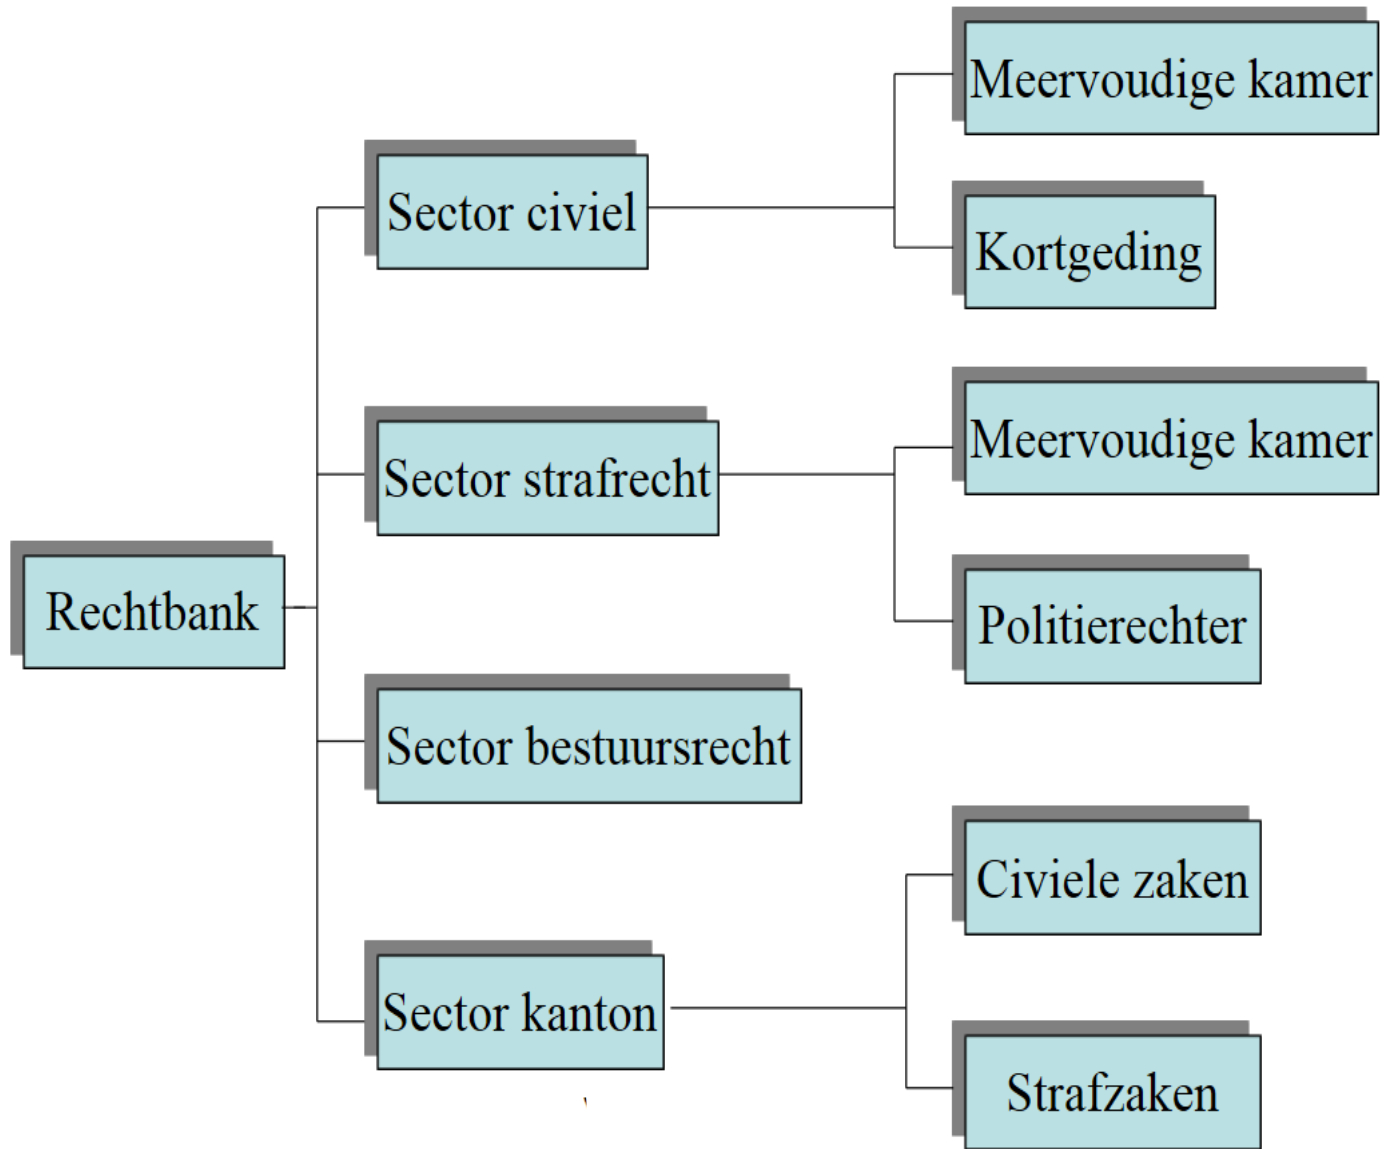 Meervoudige kamer
Sector civiel
Kortgeding
Meervoudige kamer
Sector strafrecht
Rechtbank
Politierechter
Sector bestuursrecht
Civiele zaken
Sector kanton
Strafzaken